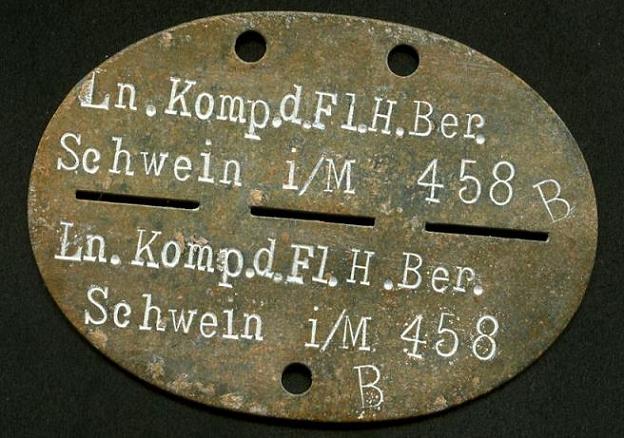 Ln. Komp.d.Fl.H.Ber.
Schwein i/M 458 B
Ln. Komp.d.Fl.H.Ber.
Schwein i/M 458
B